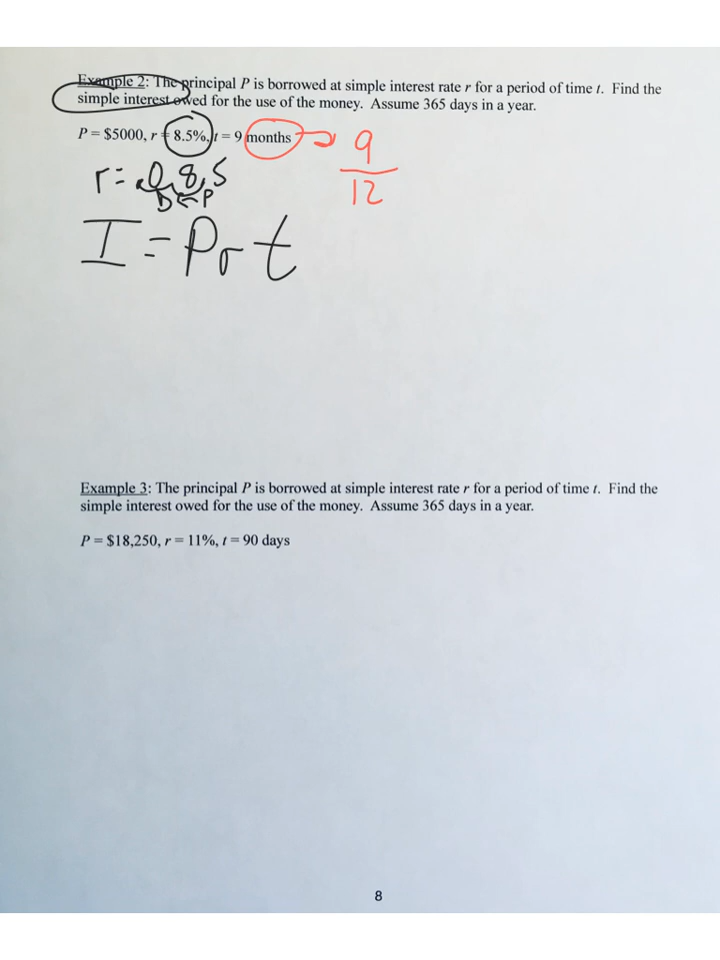 Example 2: The principal P is borrowed at simple interest rate r for a period of time t. Find the
simple interest owed for the use of the money. Assume 365 days in a year.
P = $5000, r = 8.5%, t = 9 months
9
12
r = .08.5
D P
I = Prt
Example 3: The principal P is borrowed at simple interest rate r for a period of time t. Find the
simple interest owed for the use of the money. Assume 365 days in a year.
P = $18,250, r = 11%, t = 90 days
8